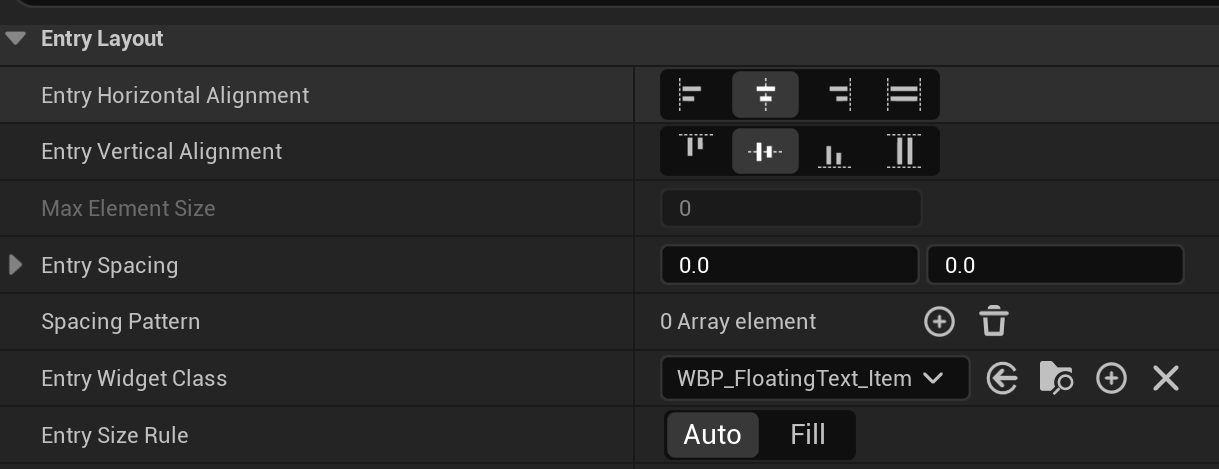 Entry Layout
Entry Horizontal Alignment
Entry Vertical Alignment
Max Element Size 0
Entry Spacing 0.0 0.0
Spacing Pattern 0 Array element
Entry Widget Class WBP_FloatingText_Item
Entry Size Rule Auto Fill